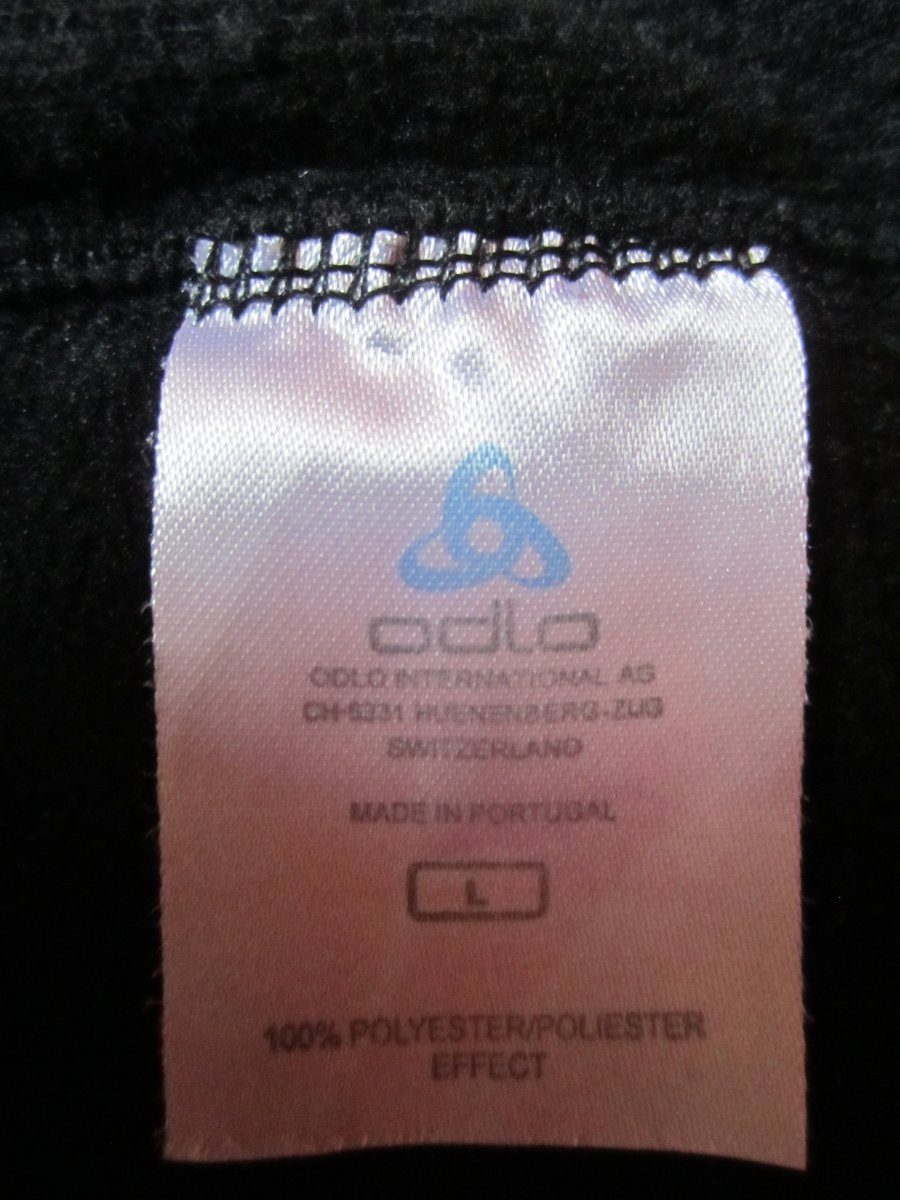 odlo
ODLO INTERNATIONAL AG
CH-6331 HUENENBERG-ZUG
SWITZERLAND
MADE IN PORTUGAL
L
100% POLYESTER/POLIESTER
EFFECT